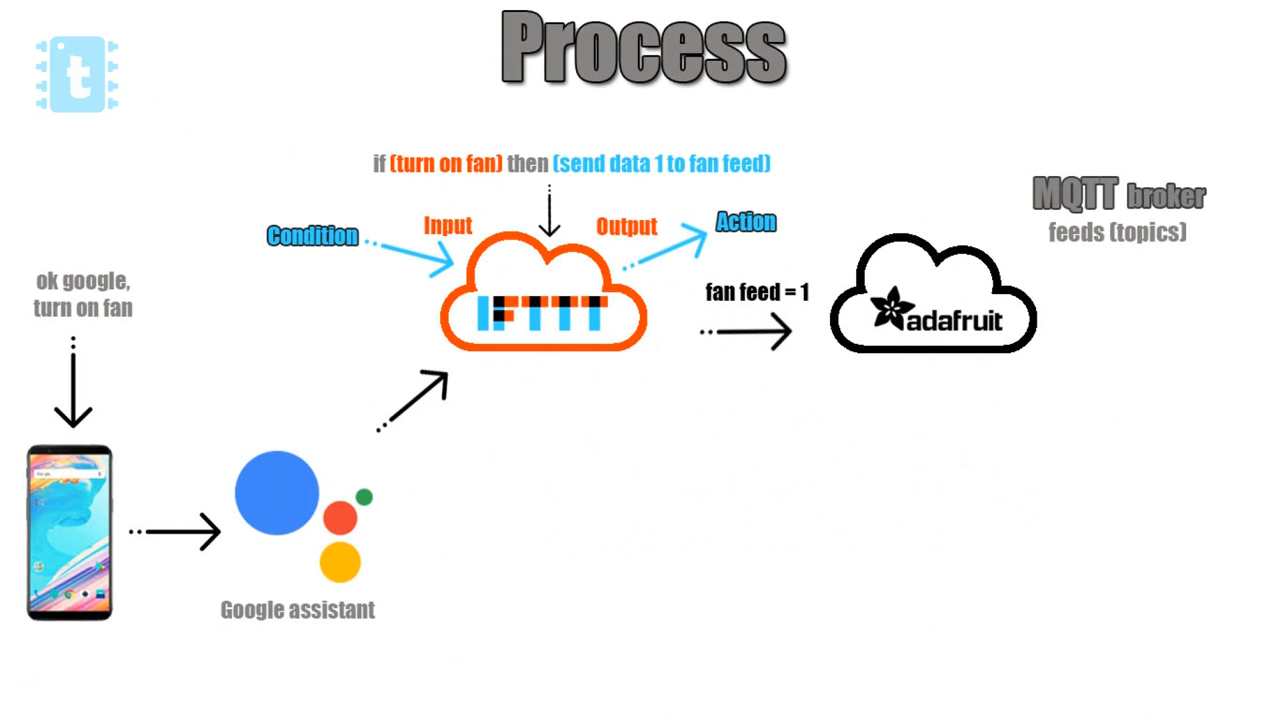 Process
t
if (turn on fan) then (send data 1 to fan feed)
MQTT broker
feeds (topics)
Condition
Input
Output
Action
IFTTT
fan feed = 1
adafruit
ok google,
turn on fan
Google assistant